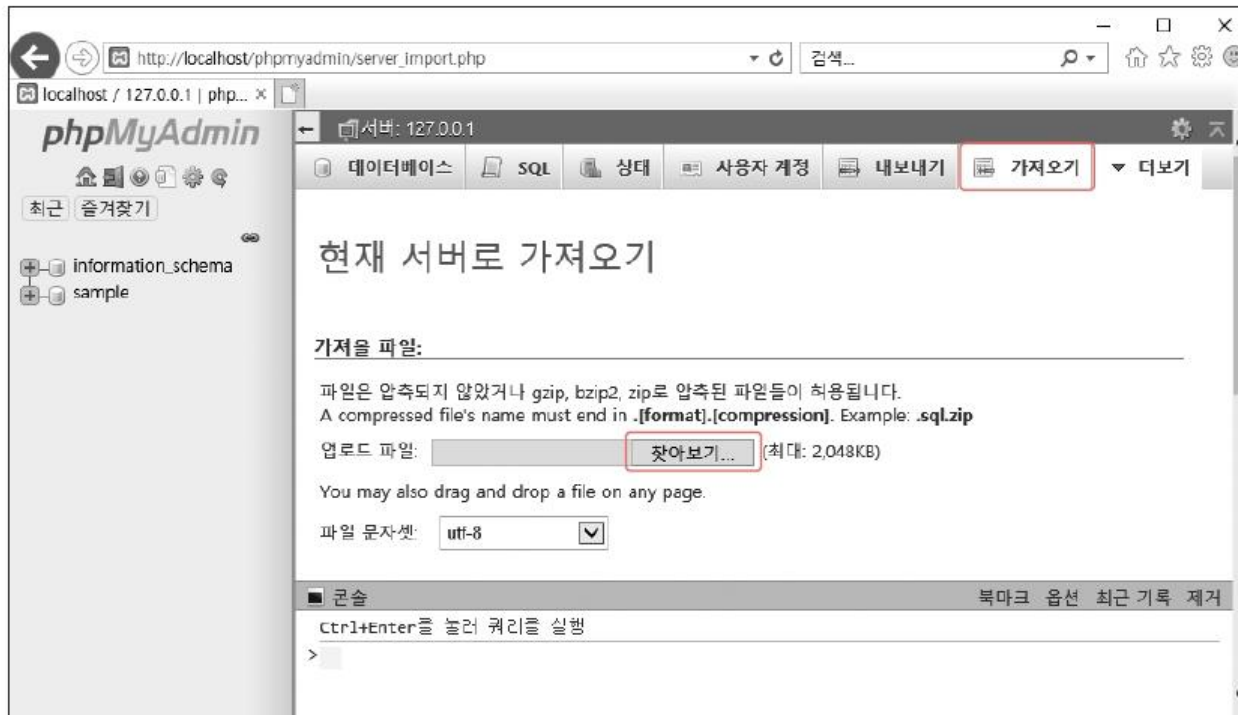 http://localhost/phpmyadmin/server_import.php
검색...
localhost / 127.0.0.1 | php...
phpMyAdmin
서버: 127.0.0.1
데이터베이스 SQL 상태 사용자 계정 내보내기 가져오기 더보기
최근 즐겨찾기
information_schema
sample
현재 서버로 가져오기
가져올 파일:
파일은 압축되지 않았거나 gzip, bzip2, zip로 압축된 파일들이 허용됩니다.
A compressed file's name must end in .[format].[compression]. Example: .sql.zip
업로드 파일: 찾아보기... (최대: 2,048KB)
You may also drag and drop a file on any page.
파일 문자셋: utf-8
콘솔 북마크 옵션 최근 기록 제거
Ctrl+Enter를 눌러 쿼리를 실행
>